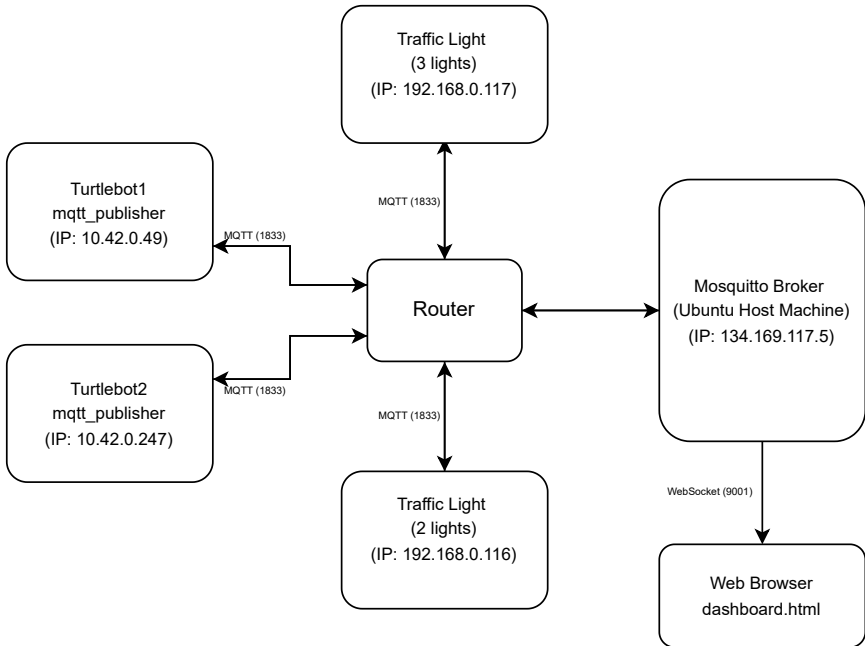 Traffic Light
(3 lights)
(IP: 192.168.0.117)
Turtlebot1
mqtt_publisher
(IP: 10.42.0.49)
MQTT (1833)
MQTT (1833)
Router
Mosquitto Broker
(Ubuntu Host Machine)
(IP: 134.169.117.5)
Turtlebot2
mqtt_publisher
(IP: 10.42.0.247)
MQTT (1833)
MQTT (1833)
Traffic Light
(2 lights)
(IP: 192.168.0.116)
WebSocket (9001)
Web Browser
dashboard.html